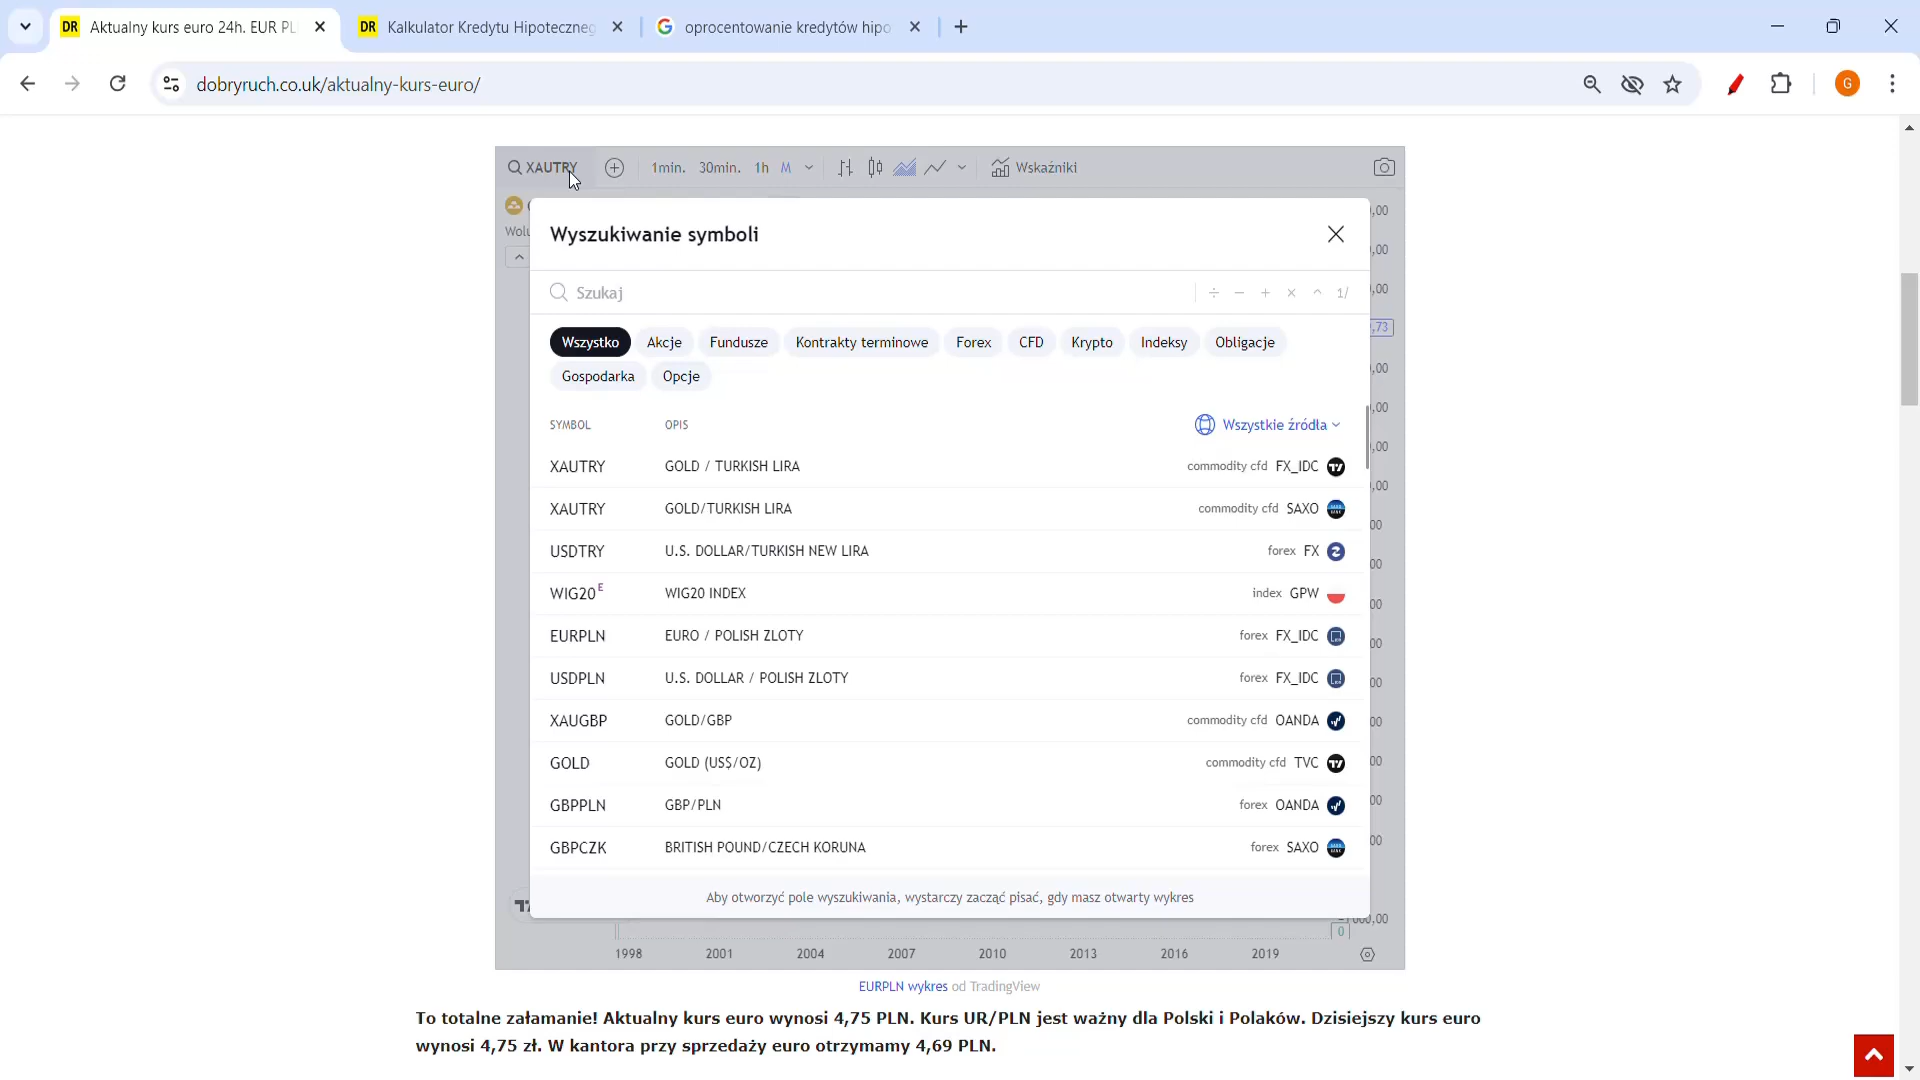 DR Aktualny kurs euro 24h. EUR PL
DR Kalkulator Kredytu Hipoteczneg
G oprocentowanie kredytów hipo
dobryruch.co.uk/aktualny-kurs-euro/
G
XAUTRY 1min. 30min. 1h M Wskaźniki
Wolu
Wyszukiwanie symboli
Szukaj
÷ − + × ^ 1/
Wszystko Akcje Fundusze Kontrakty terminowe Forex CFD Krypto Indeksy Obligacje
Gospodarka Opcje
SYMBOL OPIS Wszystkie źródła
XAUTRY GOLD / TURKISH LIRA commodity cfd FX_IDC
XAUTRY GOLD/TURKISH LIRA commodity cfd SAXO
USDTRY U.S. DOLLAR/TURKISH NEW LIRA forex FX
WIG20 E WIG20 INDEX index GPW
EURPLN EURO / POLISH ZLOTY forex FX_IDC
USDPLN U.S. DOLLAR / POLISH ZLOTY forex FX_IDC
XAUGBP GOLD/GBP commodity cfd OANDA
GOLD GOLD (US$/OZ) commodity cfd TVC
GBPPLN GBP/PLN forex OANDA
GBPCZK BRITISH POUND/CZECH KORUNA forex SAXO
Aby otworzyć pole wyszukiwania, wystarczy zacząć pisać, gdy masz otwarty wykres
0
1998 2001 2004 2007 2010 2013 2016 2019
EURPLN wykres od TradingView
To totalne załamanie! Aktualny kurs euro wynosi 4,75 PLN. Kurs UR/PLN jest ważny dla Polski i Polaków. Dzisiejszy kurs euro
wynosi 4,75 zł. W kantora przy sprzedaży euro otrzymamy 4,69 PLN.